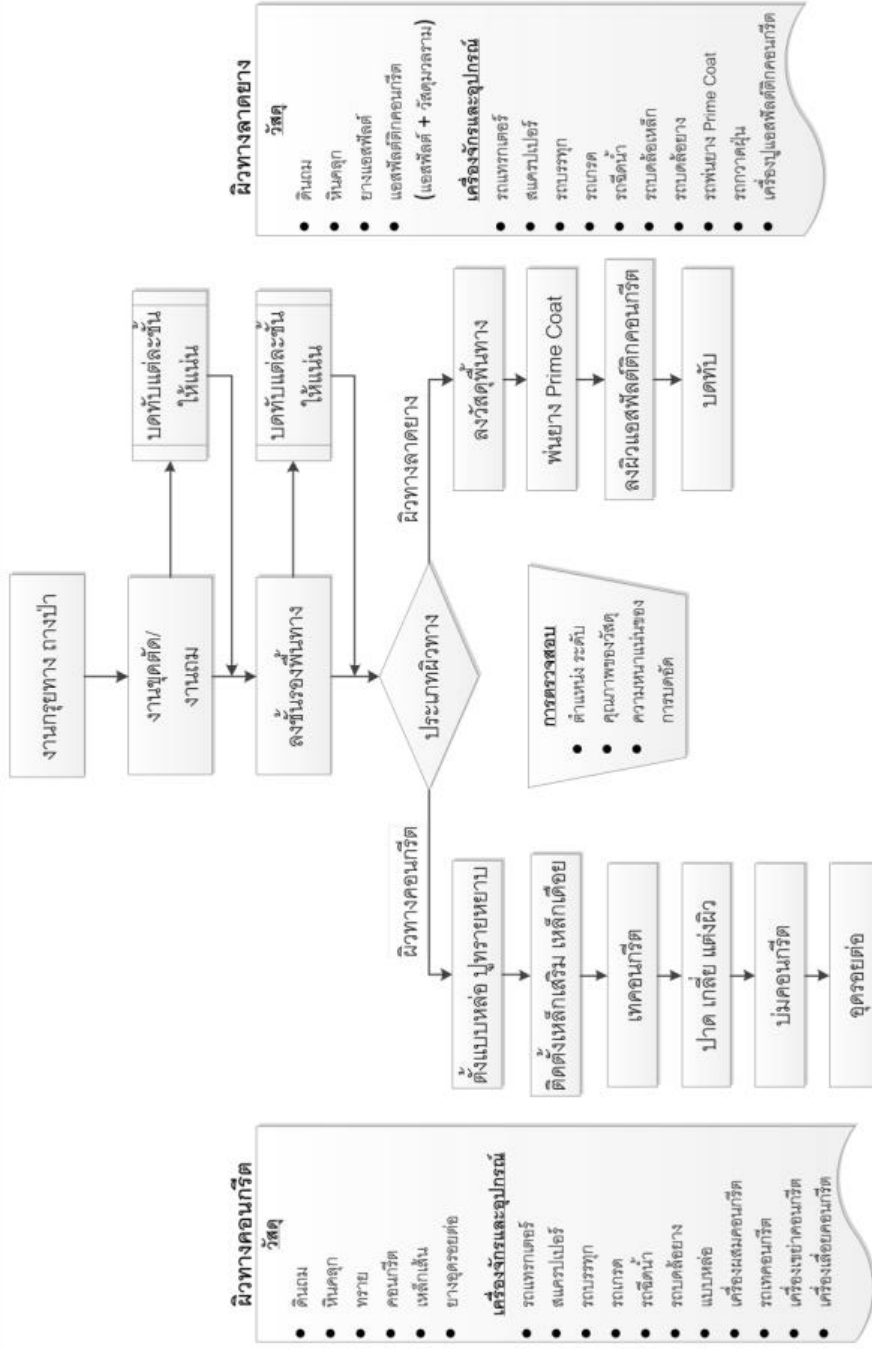 งานกรุยทาง ถางป่า
งานขุดตัด/
งานถม
บดทับแต่ละชั้น
ให้แน่น
ลงชั้นรองพื้นทาง
บดทับแต่ละชั้น
ให้แน่น
ประเภทผิวทาง
ผิวทางคอนกรีต
ผิวทางลาดยาง
ตั้งแบบหล่อ ปูทรายหยาบ
ติดตั้งเหล็กเสริม เหล็กเดือย
เทคอนกรีต
ปาด เกลี่ย แต่งผิว
บ่มคอนกรีต
อุดรอยต่อ
การตรวจสอบ
● ตำแหน่ง ระดับ
● คุณภาพของวัสดุ
● ความหนาแน่นของ
การบดอัด
ลงวัสดุพื้นทาง
พ่นยาง Prime Coat
ลงผิวแอสฟัลต์ติกคอนกรีต
บดทับ
ผิวทางคอนกรีต
วัสดุ
● ดินถม
● หินคลุก
● ทราย
● คอนกรีต
● เหล็กเส้น
● ยางอุดรอยต่อ
เครื่องจักรและอุปกรณ์
● รถแทรกเตอร์
● สแครปเปอร์
● รถบรรทุก
● รถเกรด
● รถฉีดน้ำ
● รถบดล้อยาง
● แบบหล่อ
● เครื่องผสมคอนกรีต
● รถเทคอนกรีต
● เครื่องเขย่าคอนกรีต
● เครื่องเลื่อยคอนกรีต
ผิวทางลาดยาง
วัสดุ
● ดินถม
● หินคลุก
● ยางแอสฟัลต์
● แอสฟัลต์ติกคอนกรีต
(แอสฟัลต์ + วัสดุมวลรวม)
เครื่องจักรและอุปกรณ์
● รถแทรกเตอร์
● สแครปเปอร์
● รถบรรทุก
● รถเกรด
● รถฉีดน้ำ
● รถบดล้อเหล็ก
● รถบดล้อยาง
● รถพ่นยาง Prime Coat
● รถกวาดฝุ่น
● เครื่องปูแอสฟัลต์ติกคอนกรีต